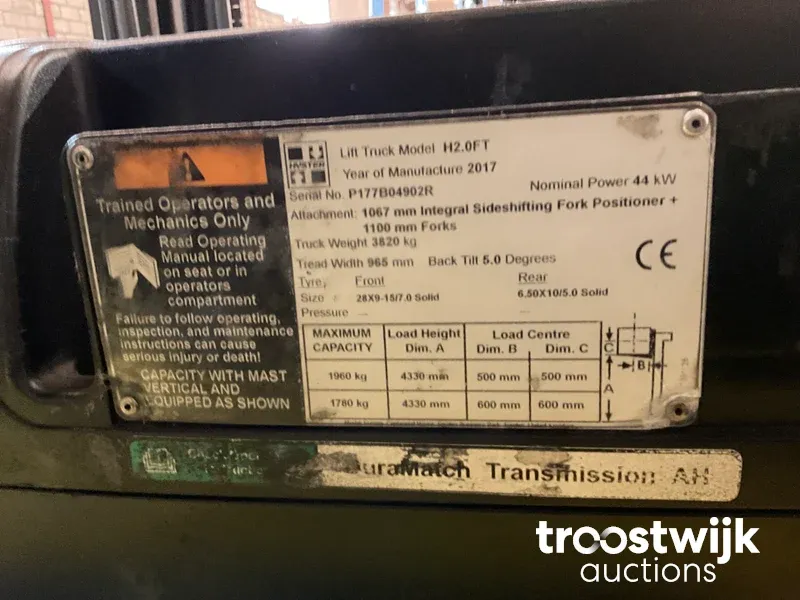 Trained Operators and
Mechanics Only
Read Operating
Manual located
on seat or in
operators
compartment
Failure to follow operating,
inspection, and maintenance
instructions can cause
serious injury or death!
CAPACITY WITH MAST
VERTICAL AND
EQUIPPED AS SHOWN
HYSTER
Lift Truck Model H2.0FT
Year of Manufacture 2017
Serial No. P177B04902R
Nominal Power 44 kW
Attachment: 1067 mm Integral Sideshifting Fork Positioner +
1100 mm Forks
Truck Weight 3820 kg
Tread Width 965 mm Back Tilt 5.0 Degrees
CE
Tyre: Front Rear
Size 28X9-15/7.0 Solid 6.50X10/5.0 Solid
Pressure — —
MAXIMUM CAPACITY Load Height Dim. A Load Centre Dim. B Dim. C
1960 kg 4330 mm 500 mm 500 mm
1780 kg 4330 mm 600 mm 600 mm
C
B
A
DuraMatch Transmission AH
troostwijk
auctions